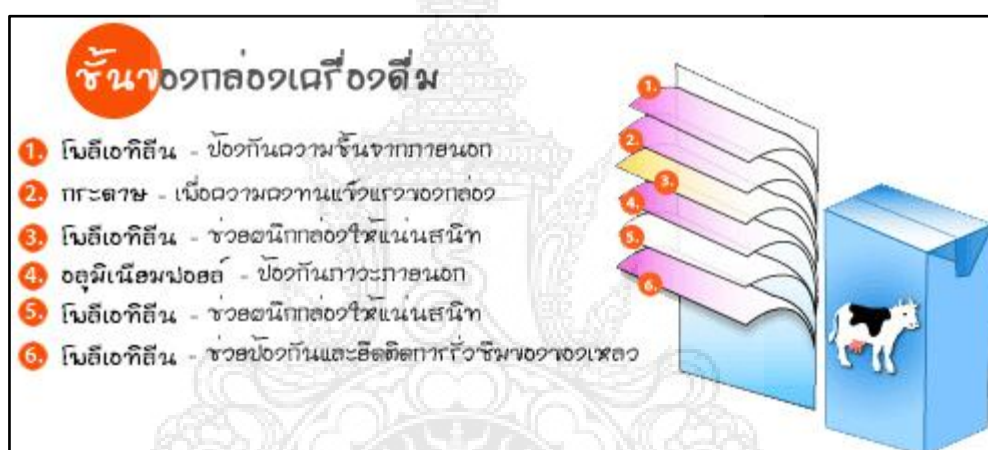 ชั้นของกล่องเครื่องดื่ม
1. โพลีเอทิลีน - ป้องกันความชื้นจากภายนอก
2. กระดาษ - เพื่อความคงทนแข็งแรงของกล่อง
3. โพลีเอทิลีน - ช่วยผนึกกล่องให้แน่นสนิท
4. อลูมิเนียมฟอยล์ - ป้องกันภาวะภายนอก
5. โพลีเอทิลีน - ช่วยผนึกกล่องให้แน่นสนิท
6. โพลีเอทิลีน - ช่วยป้องกันและยึดติดการรั่วซึมของของเหลว
1.
2.
3.
4.
5.
6.